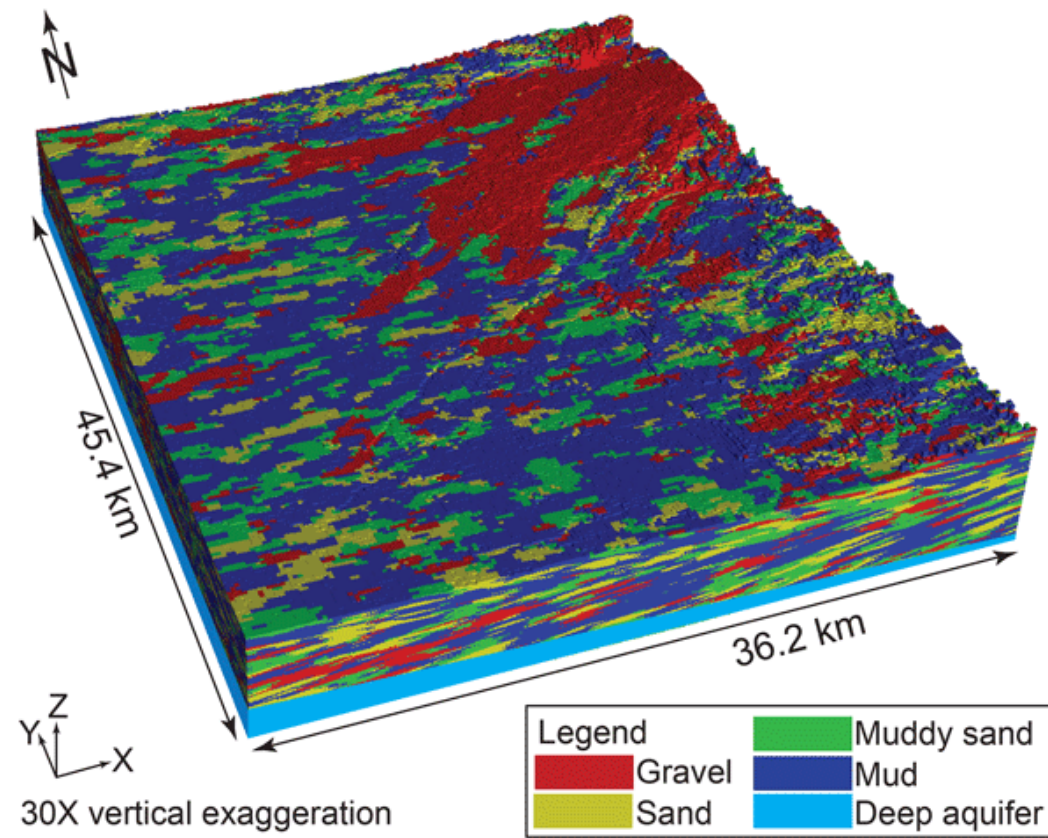 N
45.4 km
36.2 km
Z
Y
X
30X vertical exaggeration
Legend
Gravel
Sand
Muddy sand
Mud
Deep aquifer